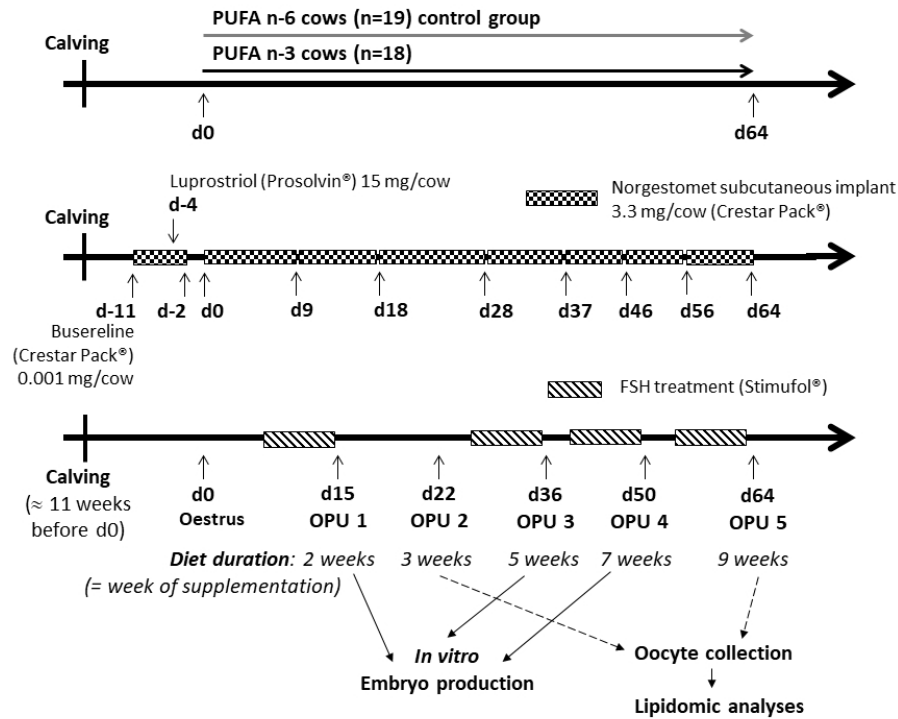 PUFA n-6 cows (n=19) control group
Calving
PUFA n-3 cows (n=18)
d0
d64
Luprostriol (Prosolvin®) 15 mg/cow
d-4
Calving
Norgestomet subcutaneous implant
3.3 mg/cow (Crestar Pack®)
d-11
d-2
d0
d9
d18
d28
d37
d46
d56
d64
Busereline
(Crestar Pack®)
0.001 mg/cow
FSH treatment (Stimufol®)
Calving
(≈ 11 weeks
before d0)
d0
Oestrus
d15
OPU 1
d22
OPU 2
d36
OPU 3
d50
OPU 4
d64
OPU 5
Diet duration: 2 weeks 3 weeks 5 weeks 7 weeks 9 weeks
(= week of supplementation)
In vitro
Embryo production
Oocyte collection
Lipidomic analyses